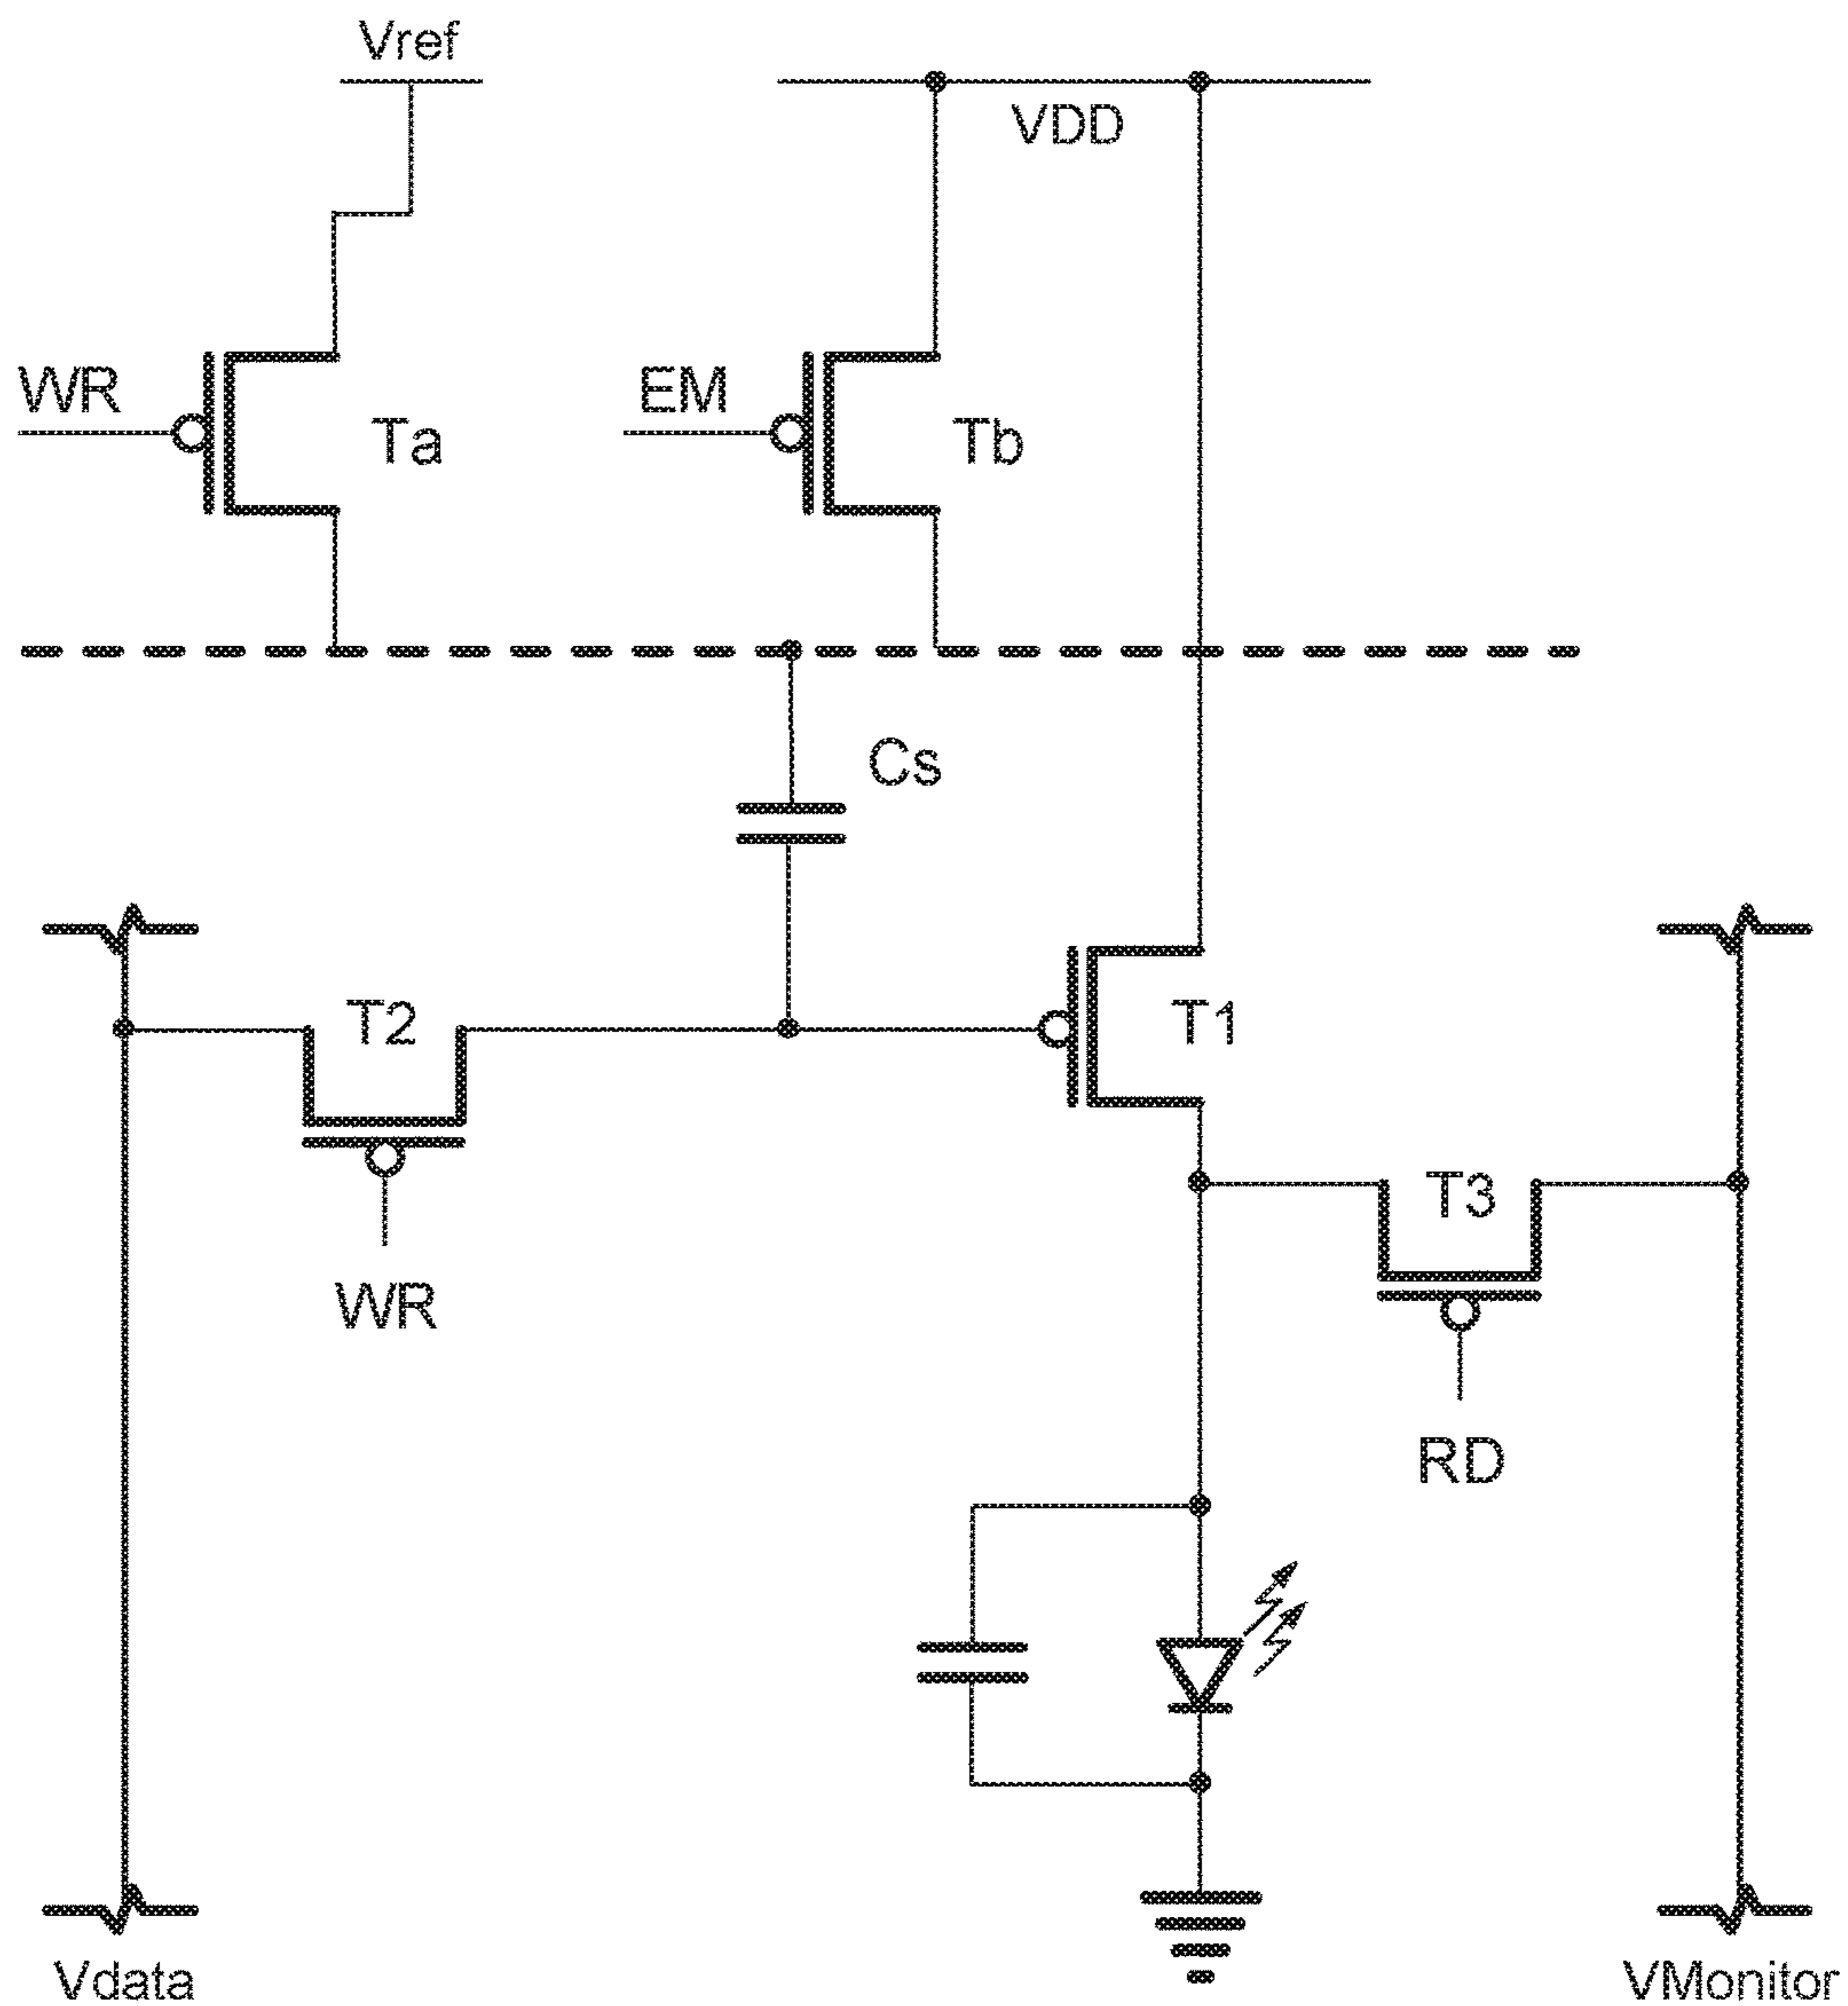 Vref
VDD
WR
Ta
EM
Tb
Cs
T2
T1
WR
T3
RD
Vdata
VMonitor